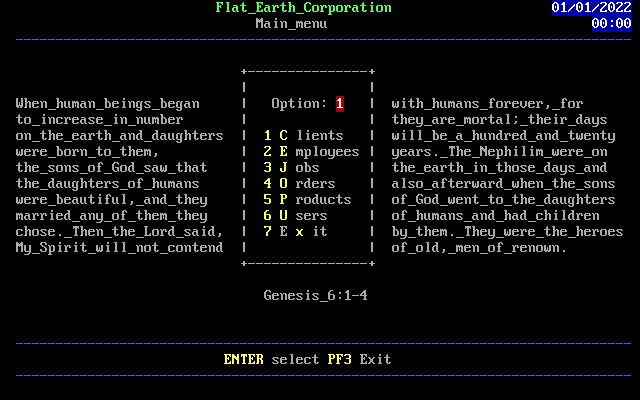 Flat_Earth_Corporation 01/01/2022
Main_menu 00:00
When_human_beings_began
to_increase_in_number
on_the_earth_and_daughters
were_born_to_them,
the_sons_of_God_saw_that
the_daughters_of_humans
were_beautiful,_and_they
married_any_of_them_they
chose._Then_the_Lord_said,
My_Spirit_will_not_contend
Option: 1
1 C lients
2 E mployees
3 J obs
4 O rders
5 P roducts
6 U sers
7 E x it
with_humans_forever,_for
they_are_mortal;_their_days
will_be_a_hundred_and_twenty
years._The_Nephilim_were_on
the_earth_in_those_days_and
also_afterward_when_the_sons
of_God_went_to_the_daughters
of_humans_and_had_children
by_them._They_were_the_heroes
of_old,_men_of_renown.
Genesis_6:1-4
ENTER select PF3 Exit